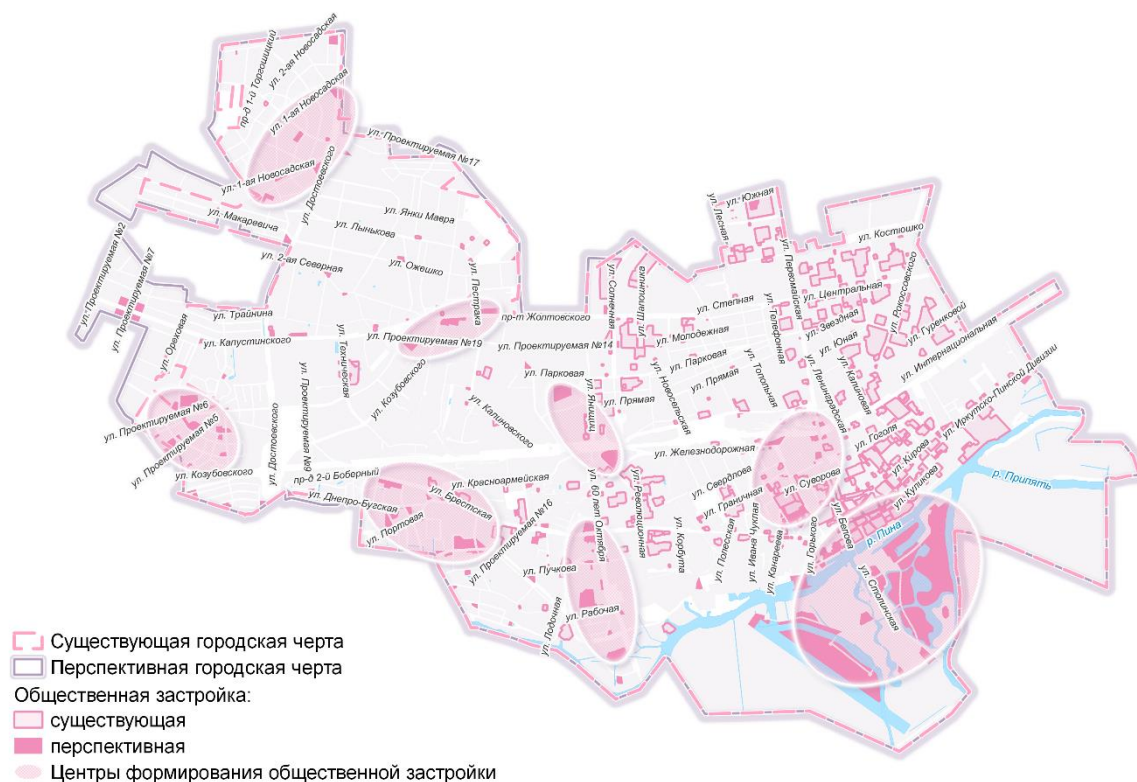 ул. 2-ая Новосадская
пр-д 1-й Торгошицкий
ул. 1-ая Новосадская
ул. Проектируемая №17
ул. 1-ая Новосадская
ул. Достоевского
ул. Макаревича
ул. Янки Мавра
ул. Лынькова
ул. 2-ая Северная
ул. Ожешко
ул. Пестрака
ул. Проектируемая №2
ул. Проектируемая №7
ул. Ореховая
ул. Трайнина
ул. Капустинского
ул. Техническая
ул. Проектируемая №19
пр-т Жолтовского
ул. Проектируемая №14
ул. Козубовского
ул. Калиновского
ул. Парковая
ул. Янищиц
ул. Прямая
ул. Солнечная
ул. Платонычиха
ул. Лесная
ул. Южная
ул. Первомайская
ул. Костюшко
ул. Центральная
ул. Рокоссовского
ул. Степная
ул. Телефонная
ул. Звездная
ул. Юная
ул. Гуренковой
ул. Интернациональная
ул. Молодежная
ул. Парковая
ул. Прямая
ул. Топольная
ул. Новосельская
ул. Ленинградская
ул. Калиновая
ул. Гоголя
ул. Кирова
ул. Куликова
ул. Иркутско-Пинской Дивизии
р. Припять
р. Пина
ул. Проектируемая №6
ул. Проектируемая №5
ул. Козубовского
ул. Достоевского
ул. Проектируемая №9
пр-д 2-й Боберный
ул. Днепро-Бугская
ул. Портовая
ул. Брестская
ул. Красноармейская
ул. Проектируемая №16
ул. Пучкова
ул. Рабочая
ул. Лодочная
ул. 60 лет Октября
ул. Революционная
ул. Железнодорожная
ул. Свердлова
ул. Граничная
ул. Суворова
ул. Корбута
ул. Полесская
ул. Ивана Чуклая
ул. Канареева
ул. Горького
ул. Белова
ул. Столинская
Существующая городская черта
Перспективная городская черта
Общественная застройка:
существующая
перспективная
Центры формирования общественной застройки